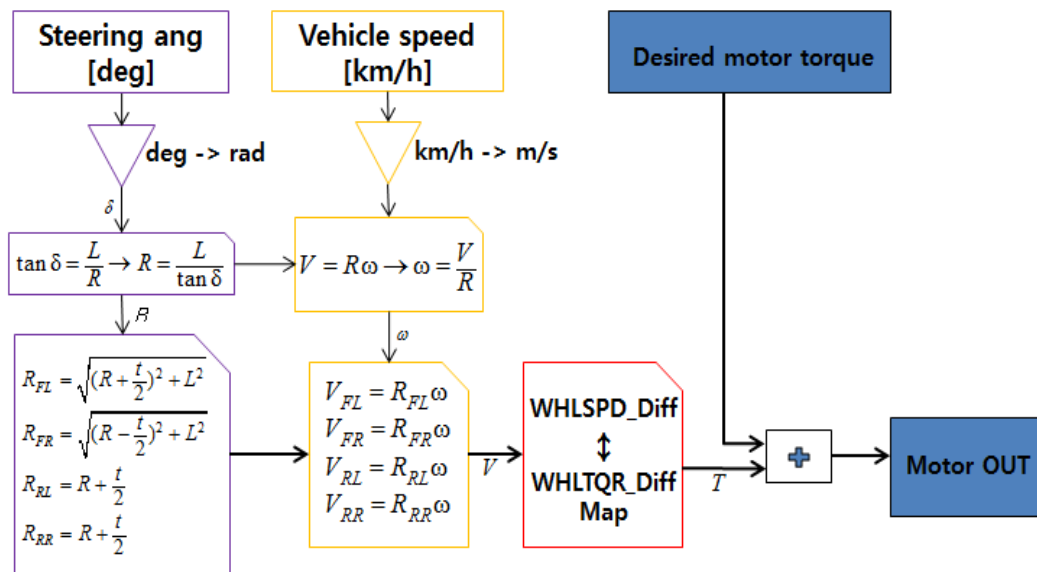 Steering ang
[deg]
Vehicle speed
[km/h]
Desired motor torque
deg -> rad
km/h -> m/s
δ
tan δ = L/R → R = L/tan δ
V = Rω → ω = V/R
R
ω
R_FL = √((R + t/2)² + L²)
R_FR = √((R − t/2)² + L²)
R_RL = R + t/2
R_RR = R + t/2
V_FL = R_FL ω
V_FR = R_FR ω
V_RL = R_RL ω
V_RR = R_RR ω
V
WHLSPD_Diff
↕
WHLTQR_Diff
Map
T
+
Motor OUT